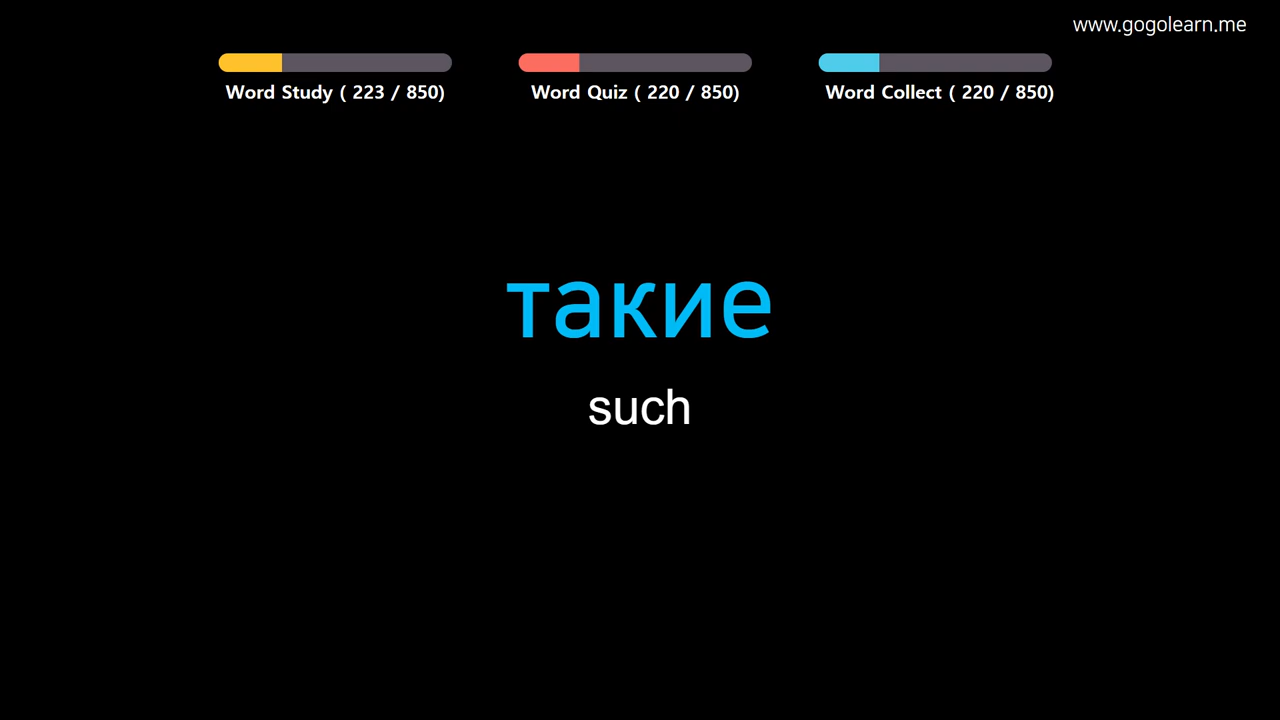 www.gogolearn.me
Word Study ( 223 / 850)
Word Quiz ( 220 / 850)
Word Collect ( 220 / 850)
такие
such